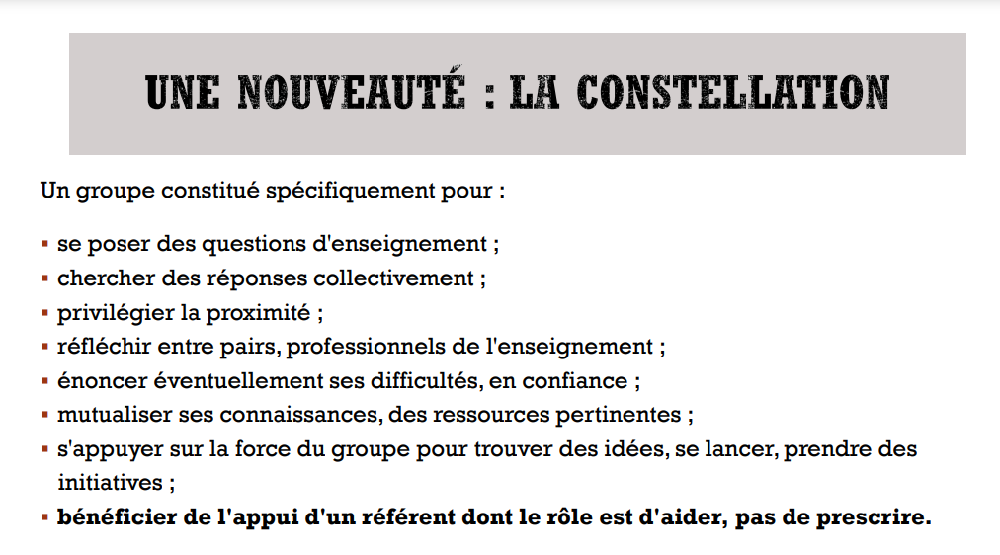 UNE NOUVEAUTÉ : LA CONSTELLATION
Un groupe constitué spécifiquement pour :
▪ se poser des questions d'enseignement ;
▪ chercher des réponses collectivement ;
▪ privilégier la proximité ;
▪ réfléchir entre pairs, professionnels de l'enseignement ;
▪ énoncer éventuellement ses difficultés, en confiance ;
▪ mutualiser ses connaissances, des ressources pertinentes ;
▪ s'appuyer sur la force du groupe pour trouver des idées, se lancer, prendre des
initiatives ;
▪ bénéficier de l'appui d'un référent dont le rôle est d'aider, pas de prescrire.